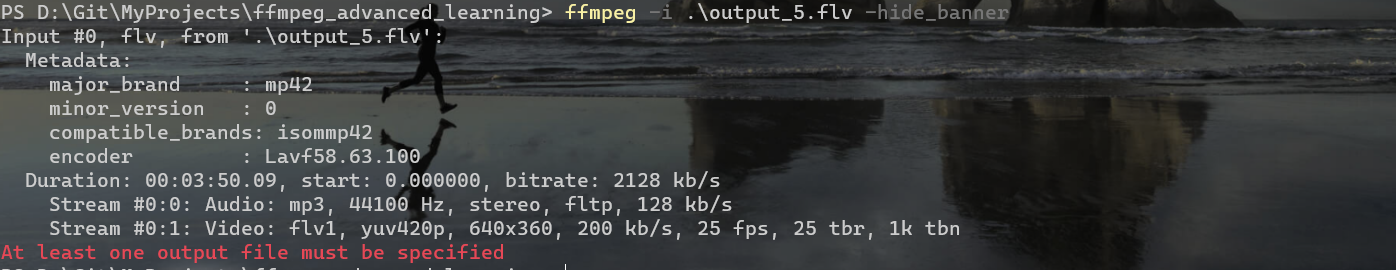 PS D:\Git\MyProjects\ffmpeg_advanced_learning> ffmpeg -i .\output_5.flv -hide_banner
Input #0, flv, from '.\output_5.flv':
  Metadata:
    major_brand     : mp42
    minor_version   : 0
    compatible_brands: isommp42
    encoder         : Lavf58.63.100
  Duration: 00:03:50.09, start: 0.000000, bitrate: 2128 kb/s
    Stream #0:0: Audio: mp3, 44100 Hz, stereo, fltp, 128 kb/s
    Stream #0:1: Video: flv1, yuv420p, 640x360, 200 kb/s, 25 fps, 25 tbr, 1k tbn
At least one output file must be specified